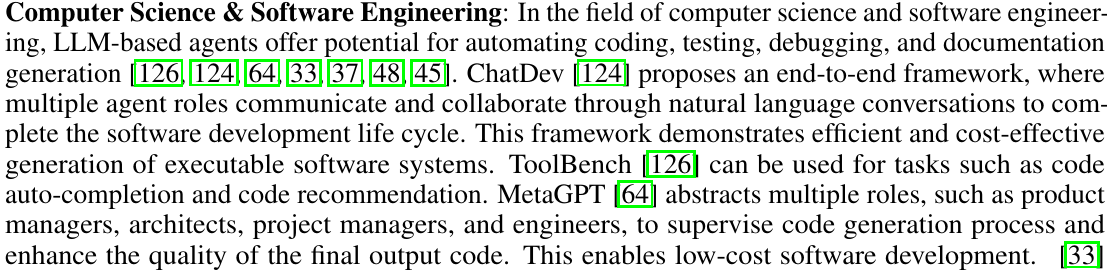 Computer Science & Software Engineering: In the field of computer science and software engineer-
ing, LLM-based agents offer potential for automating coding, testing, debugging, and documentation
generation [126, 124, 64, 33, 37, 48, 45]. ChatDev [124] proposes an end-to-end framework, where
multiple agent roles communicate and collaborate through natural language conversations to com-
plete the software development life cycle. This framework demonstrates efficient and cost-effective
generation of executable software systems. ToolBench [126] can be used for tasks such as code
auto-completion and code recommendation. MetaGPT [64] abstracts multiple roles, such as product
managers, architects, project managers, and engineers, to supervise code generation process and
enhance the quality of the final output code. This enables low-cost software development. [33]